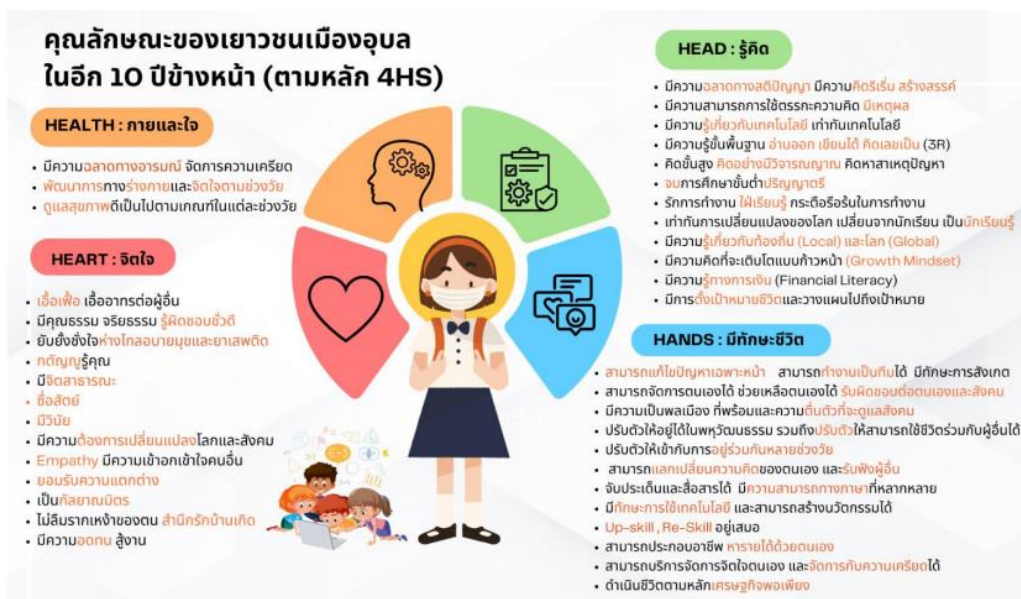 คุณลักษณะของเยาวชนเมืองอุบล
ในอีก 10 ปีข้างหน้า (ตามหลัก 4HS)
HEALTH : กายและใจ
• มีความฉลาดทางอารมณ์ จัดการความเครียด
• พัฒนาการทางร่างกายและจิตใจตามช่วงวัย
• ดูแลสุขภาพดีเป็นไปตามเกณฑ์ในแต่ละช่วงวัย
HEART : จิตใจ
• เอื้อเฟื้อ เอื้ออาทรต่อผู้อื่น
• มีคุณธรรม จริยธรรม รู้ผิดชอบชั่วดี
• ยับยั้งชั่งใจห่างไกลอบายมุขและยาเสพติด
• กตัญญูรู้คุณ
• มีจิตสาธารณะ
• ซื่อสัตย์
• มีวินัย
• มีความต้องการเปลี่ยนแปลงโลกและสังคม
• Empathy มีความเข้าอกเข้าใจคนอื่น
• ยอมรับความแตกต่าง
• เป็นกัลยาณมิตร
• ไม่ลืมรากเหง้าของตน สำนึกรักบ้านเกิด
• มีความอดทน สู้งาน
HEAD : รู้คิด
• มีความฉลาดทางสติปัญญา มีความคิดริเริ่ม สร้างสรรค์
• มีความสามารถการใช้ตรรกะความคิด มีเหตุผล
• มีความรู้เกี่ยวกับเทคโนโลยี เท่าทันเทคโนโลยี
• มีความรู้ขั้นพื้นฐาน อ่านออก เขียนได้ คิดเลขเป็น (3R)
• คิดขั้นสูง คิดอย่างมีวิจารณญาณ คิดหาสาเหตุปัญหา
• จบการศึกษาขั้นต่ำปริญญาตรี
• รักการทำงาน ใฝ่เรียนรู้ กระตือรือร้นในการทำงาน
• เท่าทันการเปลี่ยนแปลงของโลก เปลี่ยนจากนักเรียน เป็นนักเรียนรู้
• มีความรู้เกี่ยวกับท้องถิ่น (Local) และโลก (Global)
• มีความคิดที่จะเติบโตแบบก้าวหน้า (Growth Mindset)
• มีความรู้ทางการเงิน (Financial Literacy)
• มีการตั้งเป้าหมายชีวิตและวางแผนไปถึงเป้าหมาย
HANDS : มีทักษะชีวิต
• สามารถแก้ไขปัญหาเฉพาะหน้า สามารถทำงานเป็นทีมได้ มีทักษะการสังเกต
• สามารถจัดการตนเองได้ ช่วยเหลือตนเองได้ รับผิดชอบต่อตนเองและสังคม
• มีความเป็นพลเมือง ที่พร้อมและความตื่นตัวที่จะดูแลสังคม
• ปรับตัวให้อยู่ได้ในพหุวัฒนธรรม รวมถึงปรับตัวให้สามารถใช้ชีวิตร่วมกับผู้อื่นได้
• ปรับตัวให้เข้ากับการอยู่ร่วมกันหลายช่วงวัย
• สามารถแลกเปลี่ยนความคิดของตนเอง และรับฟังผู้อื่น
• จับประเด็นและสื่อสารได้ มีความสามารถทางภาษาที่หลากหลาย
• มีทักษะการใช้เทคโนโลยี และสามารถสร้างนวัตกรรมได้
• Up-skill , Re-Skill อยู่เสมอ
• สามารถประกอบอาชีพ หารายได้ด้วยตนเอง
• สามารถบริการจัดการจิตใจตนเอง และจัดการกับความเครียดได้
• ดำเนินชีวิตตามหลักเศรษฐกิจพอเพียง